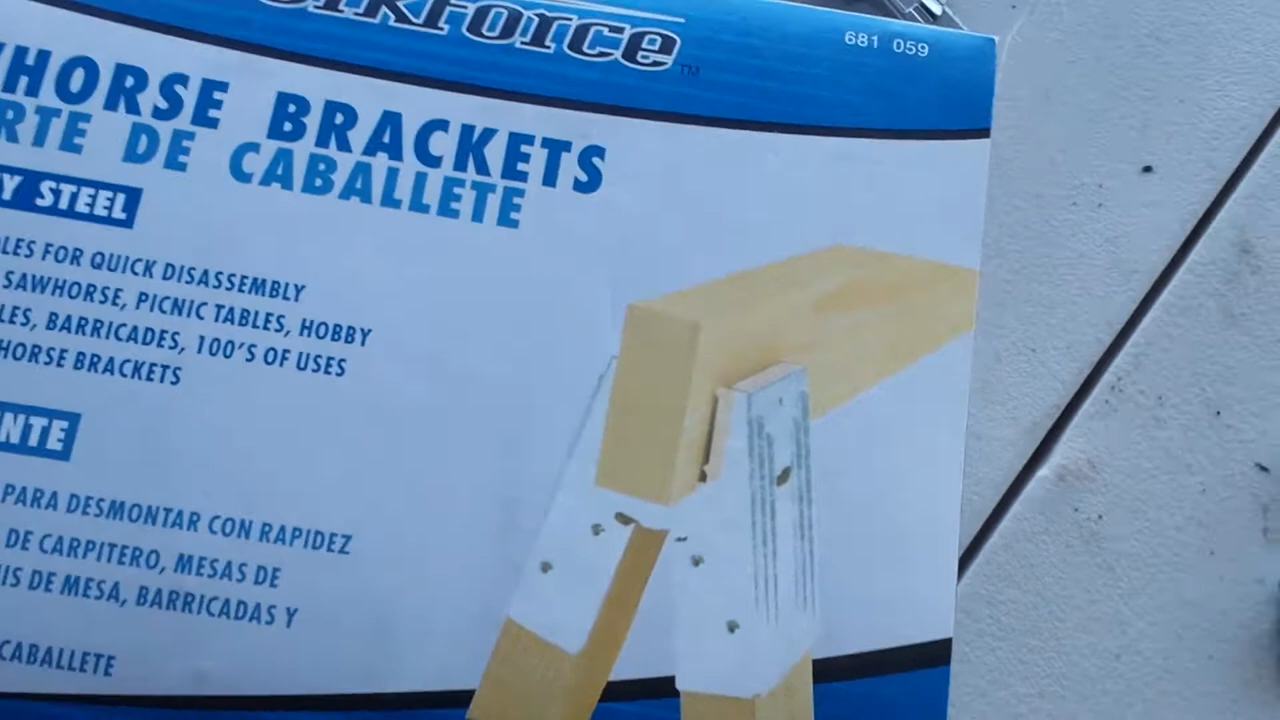 orkforce™
681 059
HORSE BRACKETS
RTE DE CABALLETE
Y STEEL
LES FOR QUICK DISASSEMBLY
SAWHORSE, PICNIC TABLES, HOBBY
LES, BARRICADES, 100'S OF USES
HORSE BRACKETS
NTE
PARA DESMONTAR CON RAPIDEZ
DE CARPITERO, MESAS DE
IS DE MESA, BARRICADAS Y
CABALLETE